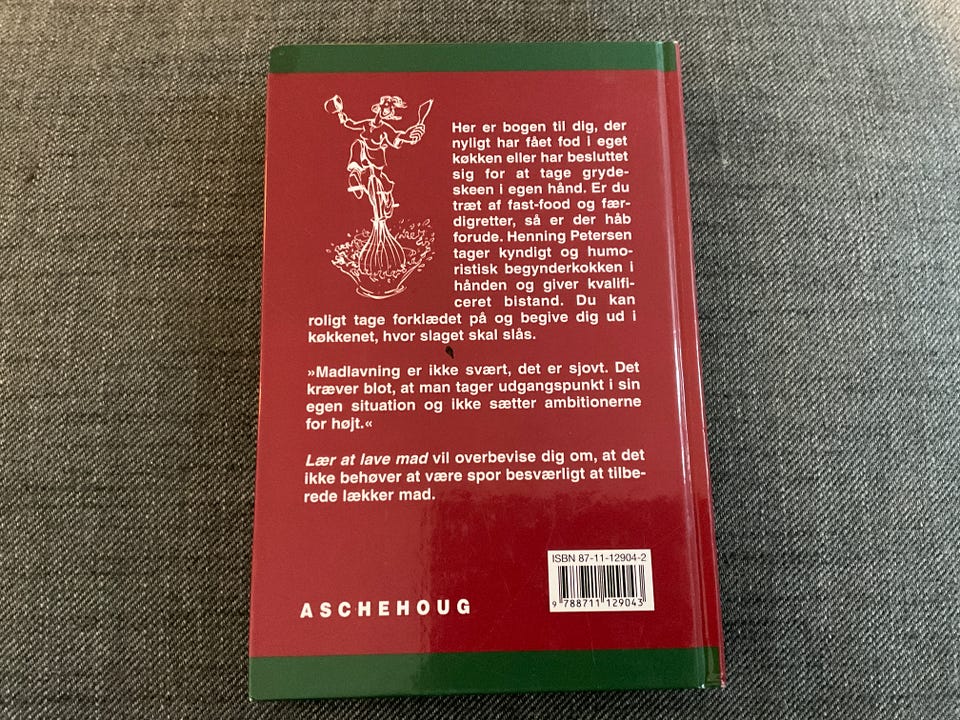 Her er bogen til dig, der
nyligt har fået fod i eget
køkken eller har besluttet
sig for at tage gryde-
skeen i egen hånd. Er du
træt af fast-food og fær-
digretter, så er der håb
forude. Henning Petersen
tager kyndigt og humo-
ristisk begynderkokken i
hånden og giver kvalifi-
ceret bistand. Du kan
roligt tage forklædet på og begive dig ud i
køkkenet, hvor slaget skal slås.
»Madlavning er ikke svært, det er sjovt. Det
kræver blot, at man tager udgangspunkt i sin
egen situation og ikke sætter ambitionerne
for højt.«
Lær at lave mad vil overbevise dig om, at det
ikke behøver at være spor besværligt at tilbe-
rede lækker mad.
ISBN 87-11-12904-2
9 788711 129043
ASCHEHOUG